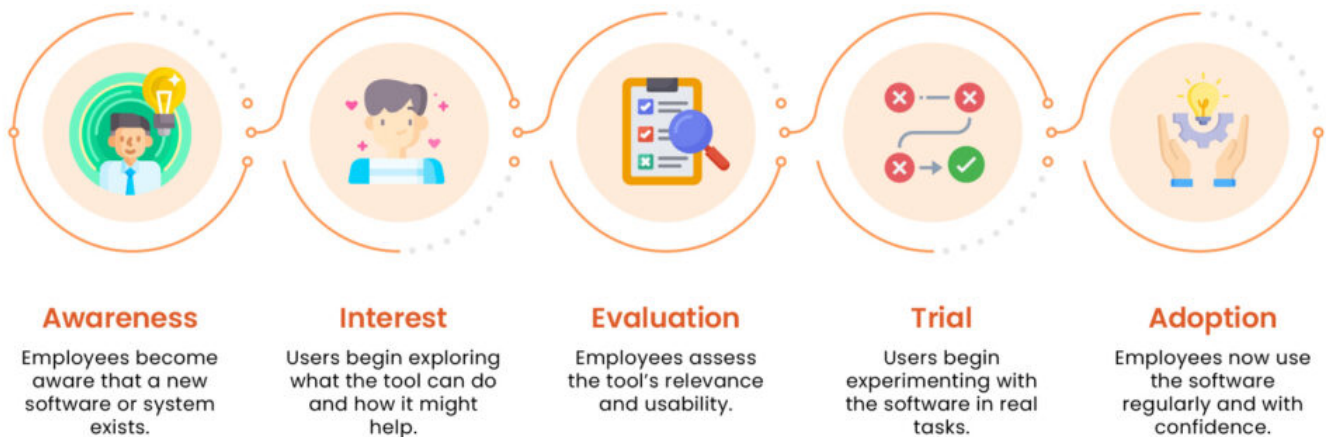 Awareness
Employees become
aware that a new
software or system
exists.
Interest
Users begin exploring
what the tool can do
and how it might
help.
Evaluation
Employees assess
the tool's relevance
and usability.
Trial
Users begin
experimenting with
the software in real
tasks.
Adoption
Employees now use
the software
regularly and with
confidence.